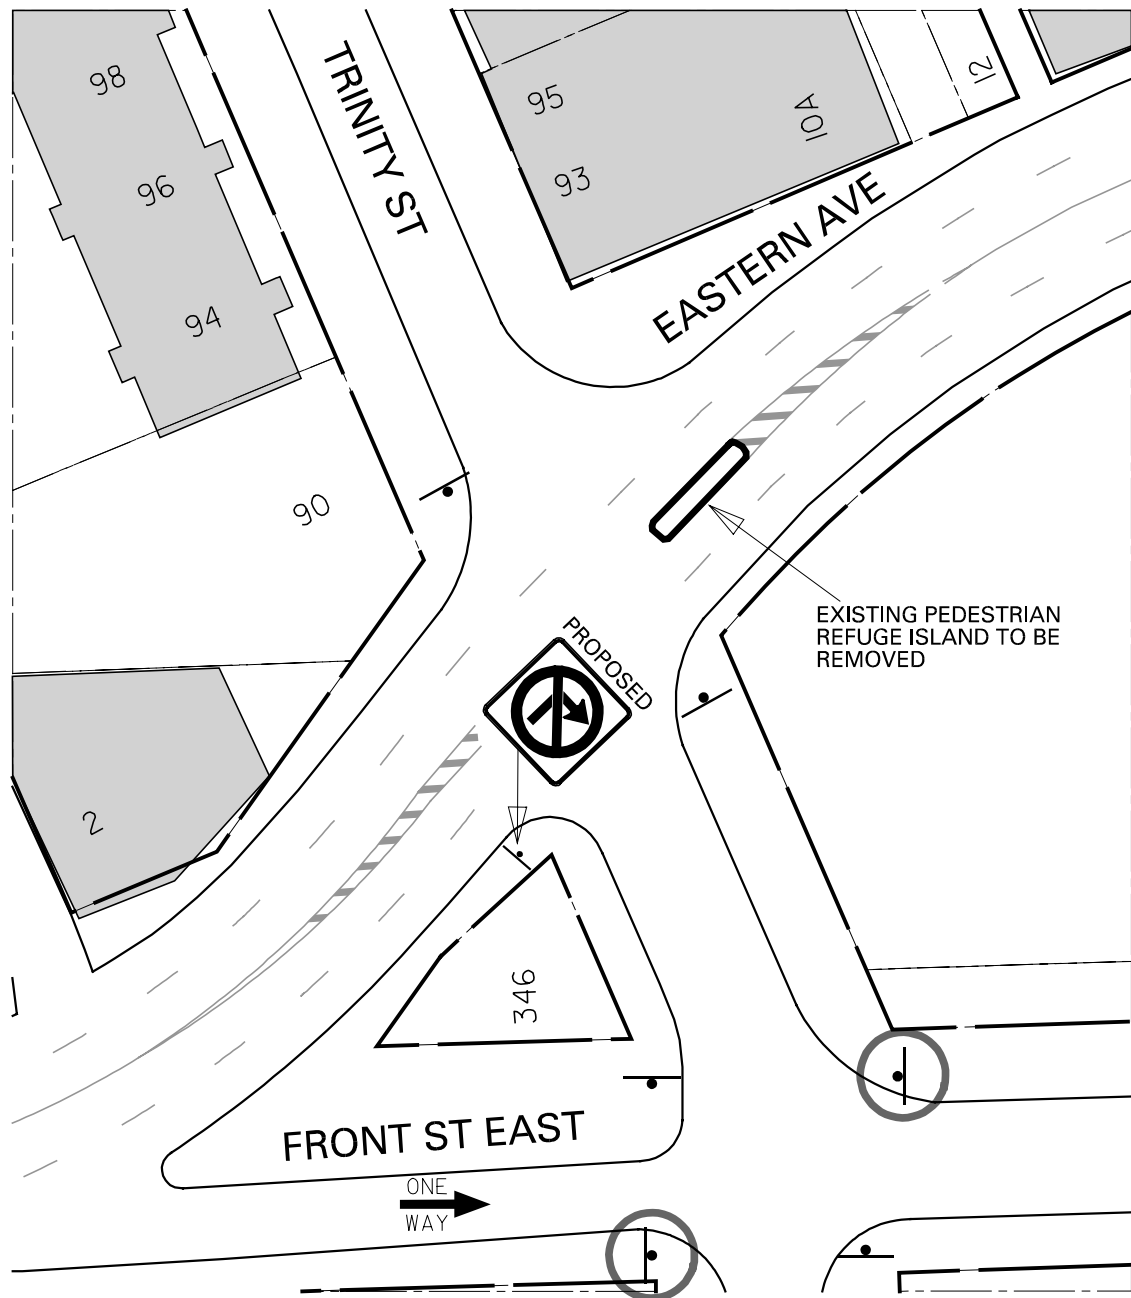 98
TRINITY ST
95
10A
12
96
93
EASTERN AVE
94
90
EXISTING PEDESTRIAN
REFUGE ISLAND TO BE
REMOVED
PROPOSED
2
346
FRONT ST EAST
ONE
WAY